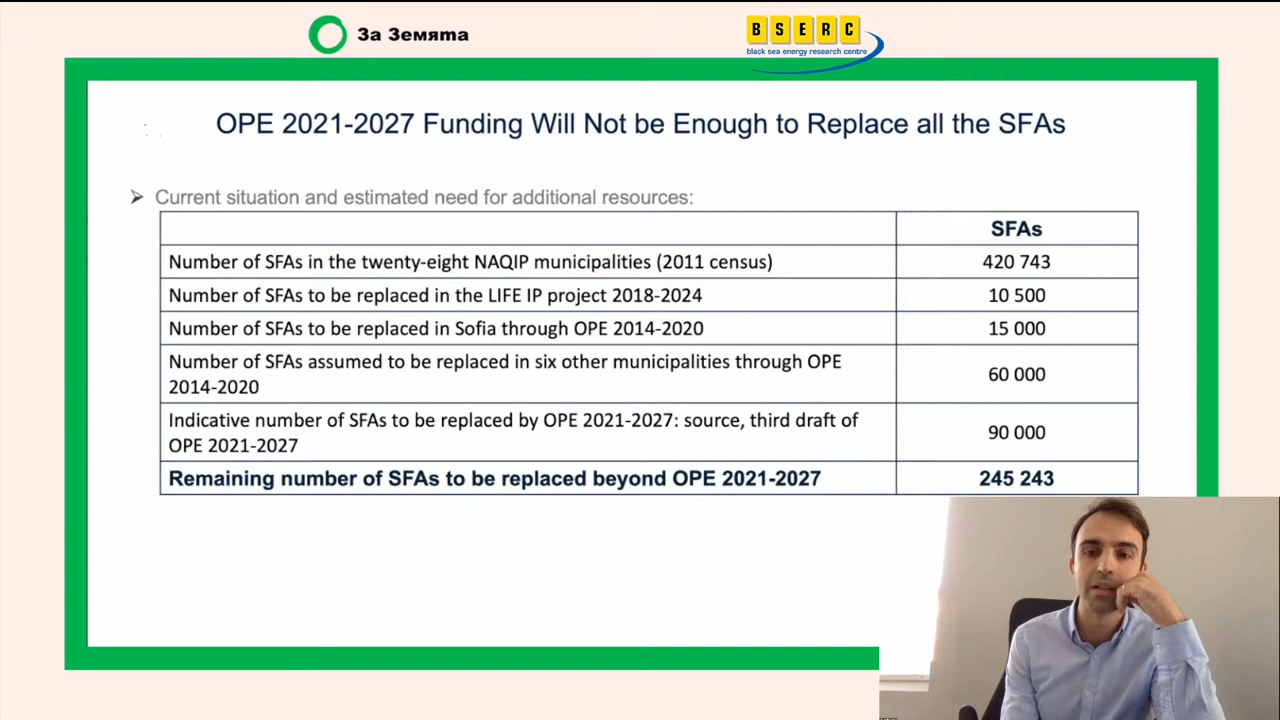 За Земята
BSERC
black sea energy research centre
OPE 2021-2027 Funding Will Not be Enough to Replace all the SFAs
Current situation and estimated need for additional resources:
SFAs
Number of SFAs in the twenty-eight NAQIP municipalities (2011 census) 420 743
Number of SFAs to be replaced in the LIFE IP project 2018-2024 10 500
Number of SFAs to be replaced in Sofia through OPE 2014-2020 15 000
Number of SFAs assumed to be replaced in six other municipalities through OPE
2014-2020
60 000
Indicative number of SFAs to be replaced by OPE 2021-2027: source, third draft of
OPE 2021-2027
90 000
Remaining number of SFAs to be replaced beyond OPE 2021-2027 245 243